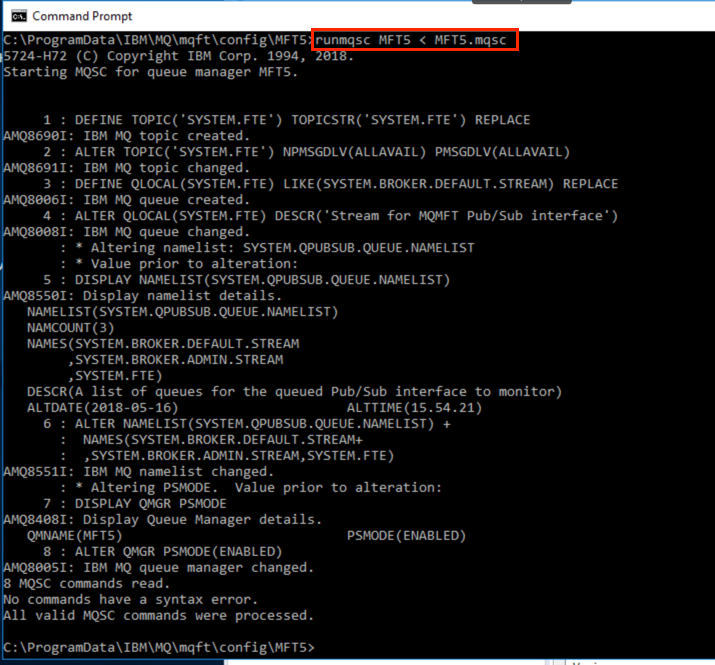 Command Prompt
C:\ProgramData\IBM\MQ\mqft\config\MFT5>runmqsc MFT5 < MFT5.mqsc
5724-H72 (C) Copyright IBM Corp. 1994, 2018.
Starting MQSC for queue manager MFT5.
1 : DEFINE TOPIC('SYSTEM.FTE') TOPICSTR('SYSTEM.FTE') REPLACE
AMQ8690I: IBM MQ topic created.
2 : ALTER TOPIC('SYSTEM.FTE') NPMSGDLV(ALLAVAIL) PMSGDLV(ALLAVAIL)
AMQ8691I: IBM MQ topic changed.
3 : DEFINE QLOCAL(SYSTEM.FTE) LIKE(SYSTEM.BROKER.DEFAULT.STREAM) REPLACE
AMQ8006I: IBM MQ queue created.
4 : ALTER QLOCAL(SYSTEM.FTE) DESCR('Stream for MQMFT Pub/Sub interface')
AMQ8008I: IBM MQ queue changed.
: * Altering namelist: SYSTEM.QPUBSUB.QUEUE.NAMELIST
: * Value prior to alteration:
5 : DISPLAY NAMELIST(SYSTEM.QPUBSUB.QUEUE.NAMELIST)
AMQ8550I: Display namelist details.
NAMELIST(SYSTEM.QPUBSUB.QUEUE.NAMELIST)
NAMCOUNT(3)
NAMES(SYSTEM.BROKER.DEFAULT.STREAM
,SYSTEM.BROKER.ADMIN.STREAM
,SYSTEM.FTE)
DESCR(A list of queues for the queued Pub/Sub interface to monitor)
ALTDATE(2018-05-16) ALTTIME(15.54.21)
6 : ALTER NAMELIST(SYSTEM.QPUBSUB.QUEUE.NAMELIST) +
: NAMES(SYSTEM.BROKER.DEFAULT.STREAM+
: ,SYSTEM.BROKER.ADMIN.STREAM,SYSTEM.FTE)
AMQ8551I: IBM MQ namelist changed.
: * Altering PSMODE. Value prior to alteration:
7 : DISPLAY QMGR PSMODE
AMQ8408I: Display Queue Manager details.
QMNAME(MFT5) PSMODE(ENABLED)
8 : ALTER QMGR PSMODE(ENABLED)
AMQ8005I: IBM MQ queue manager changed.
8 MQSC commands read.
No commands have a syntax error.
All valid MQSC commands were processed.
C:\ProgramData\IBM\MQ\mqft\config\MFT5>